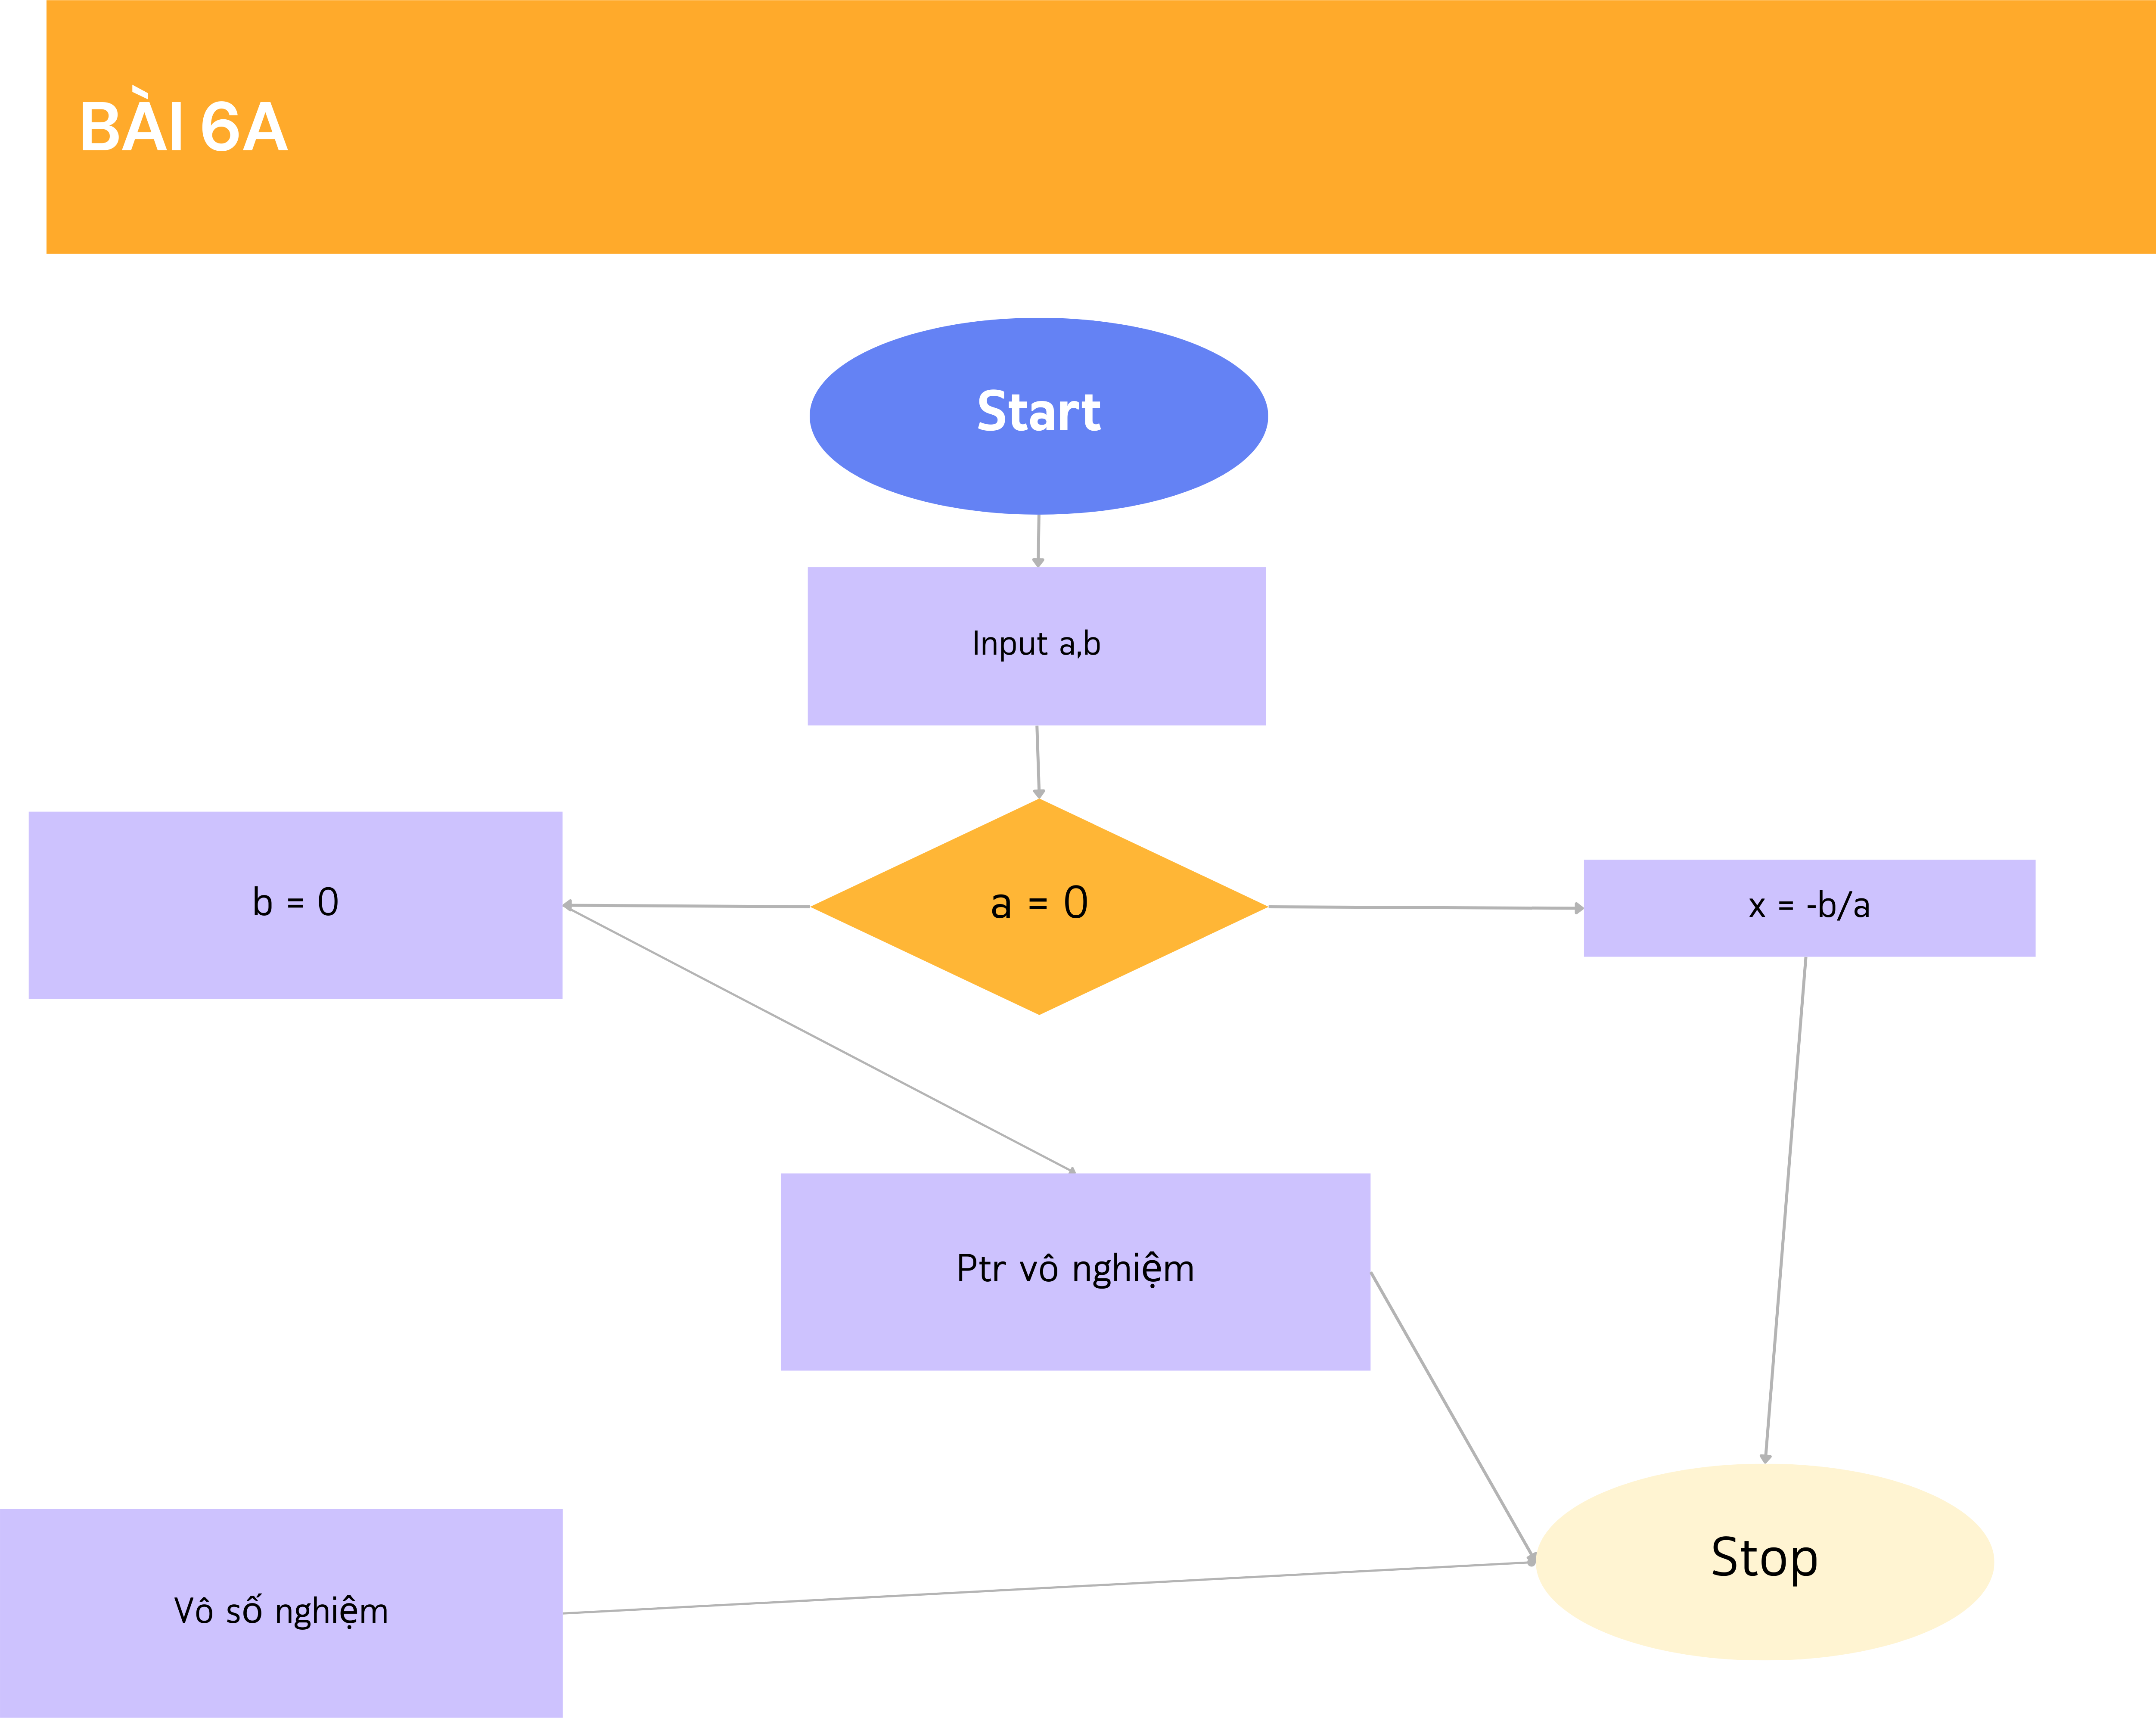 BÀI 6A
Start
Input a,b
b = 0
a = 0
x = -b/a
Ptr vô nghiệm
Stop
Vô số nghiệm